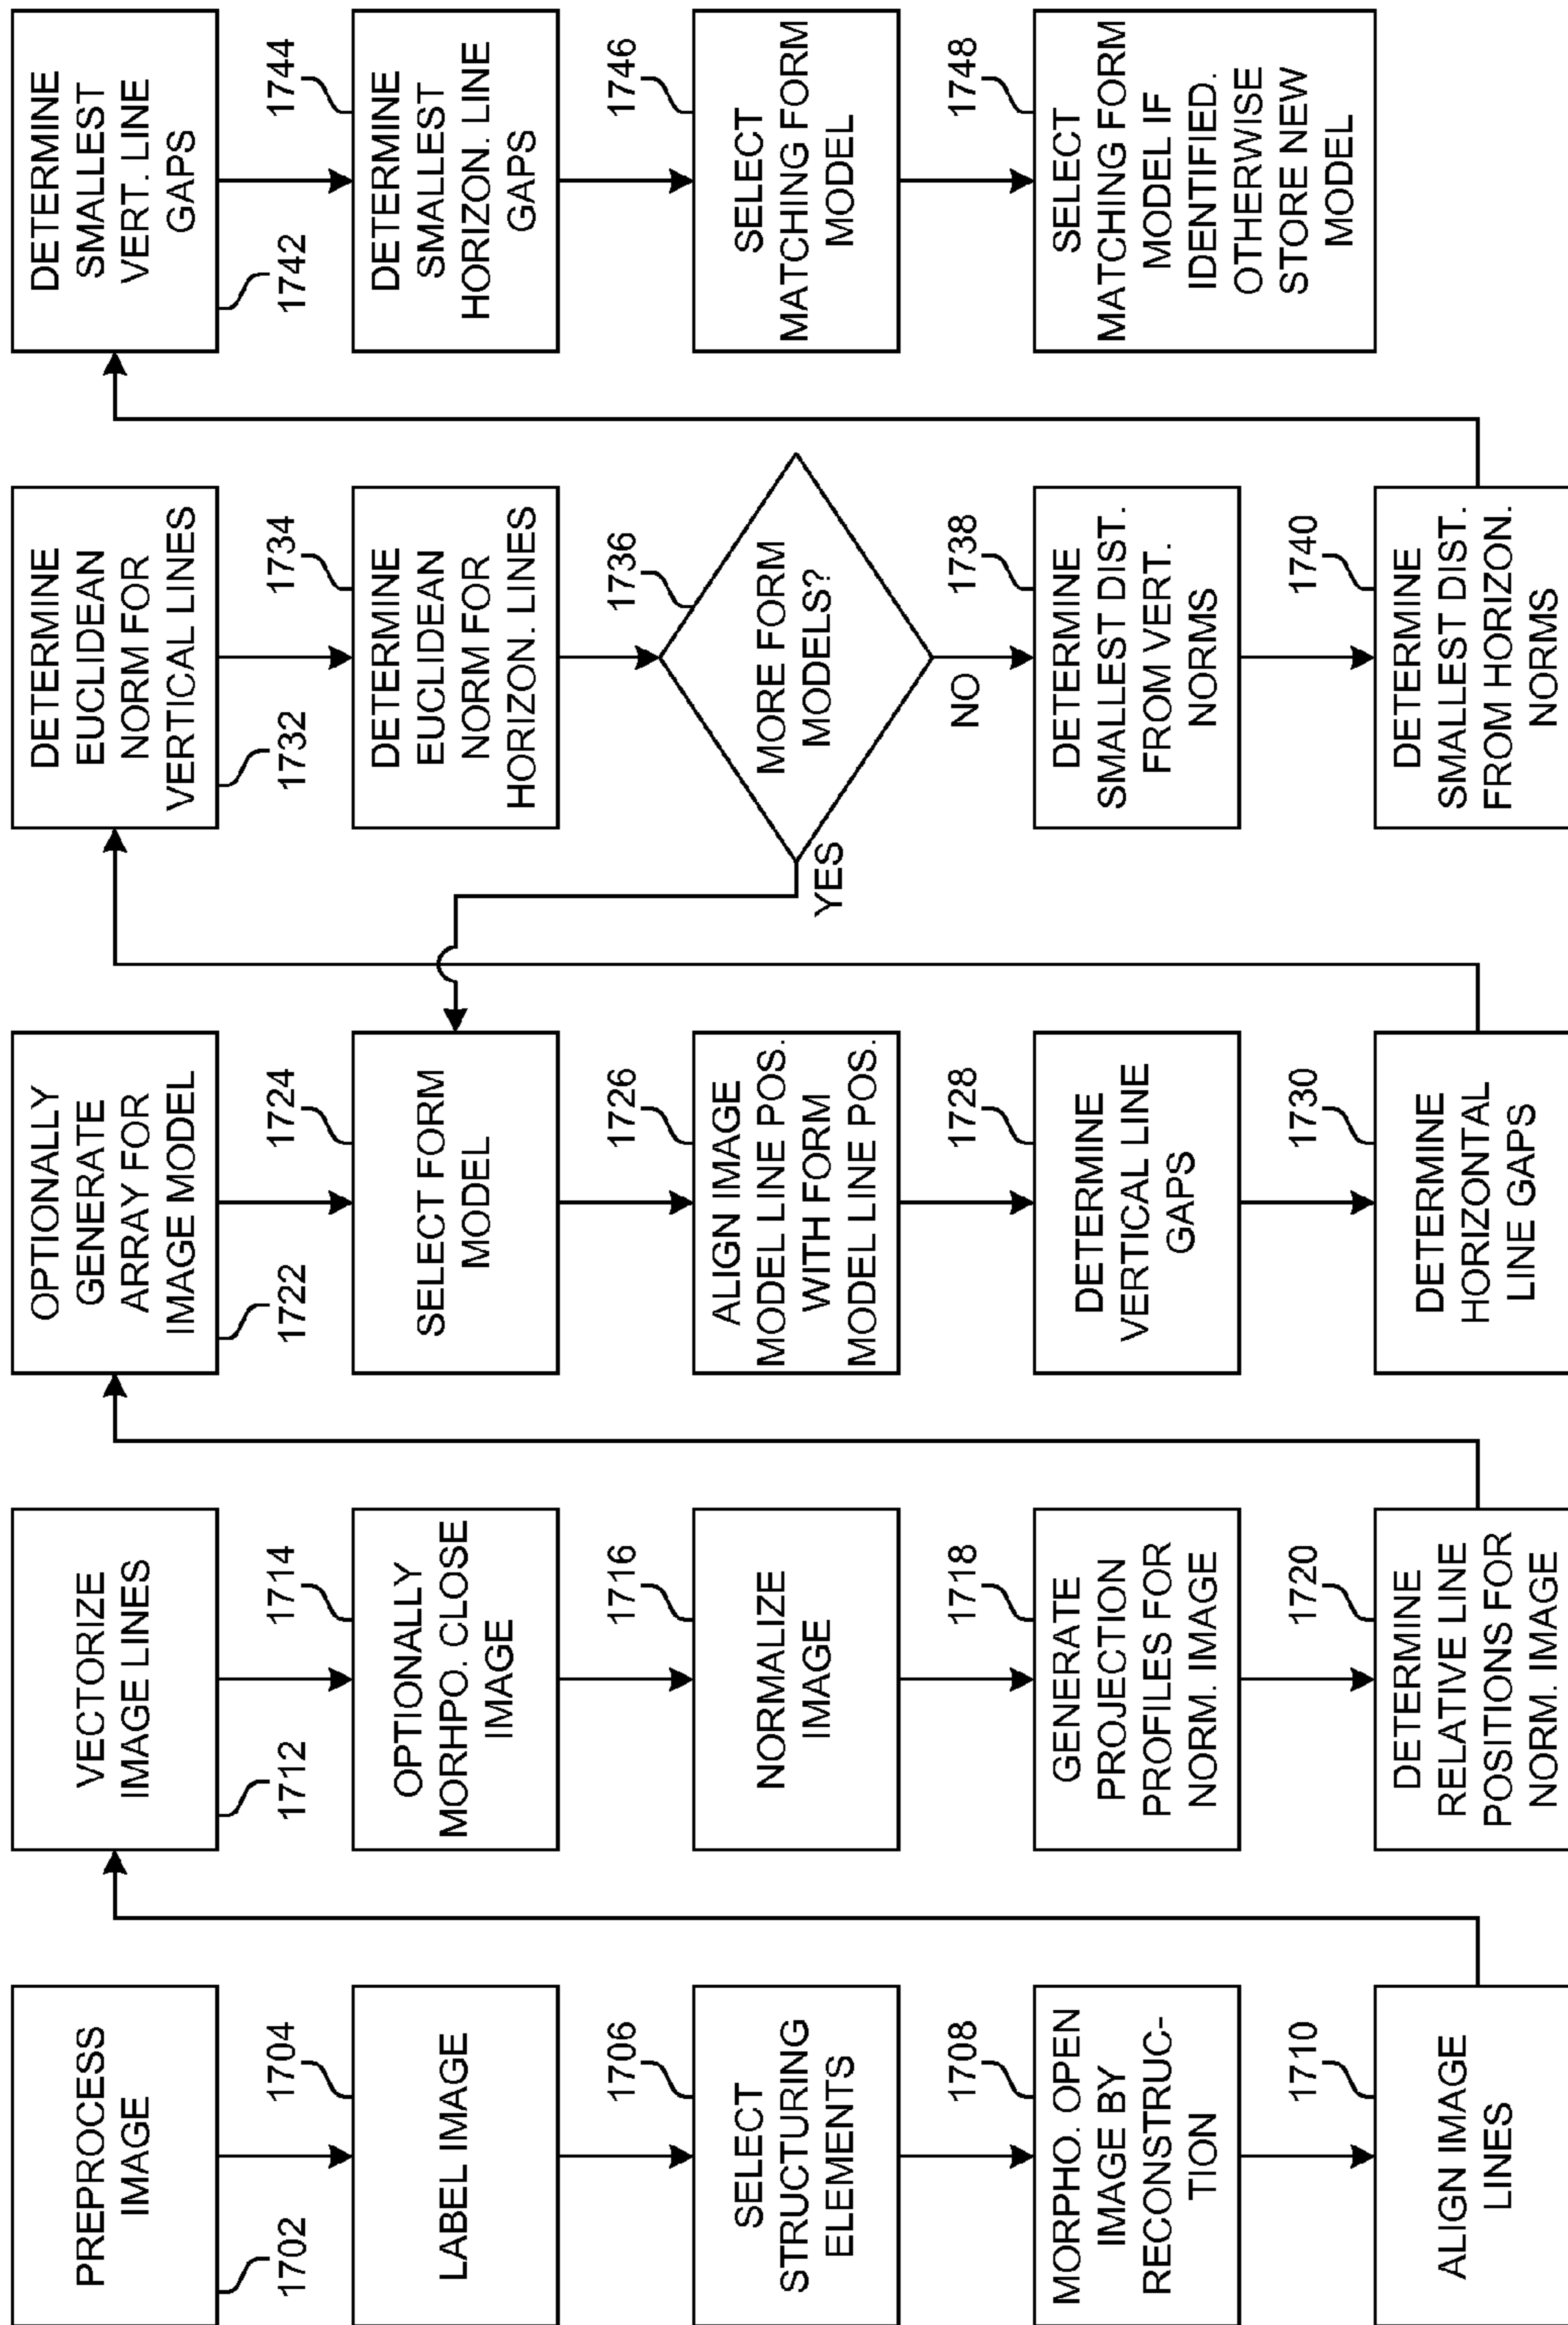 PREPROCESS
IMAGE
1702
LABEL IMAGE
1704
SELECT
STRUCTURING
ELEMENTS
1706
MORPHO. OPEN
IMAGE BY
RECONSTRUC-
TION
1708
ALIGN IMAGE
LINES
1710
VECTORIZE
IMAGE LINES
1712
OPTIONALLY
MORHPO. CLOSE
IMAGE
1714
NORMALIZE
IMAGE
1716
GENERATE
PROJECTION
PROFILES FOR
NORM. IMAGE
1718
DETERMINE
RELATIVE LINE
POSITIONS FOR
NORM. IMAGE
1720
OPTIONALLY
GENERATE
ARRAY FOR
IMAGE MODEL
1722
SELECT FORM
MODEL
1724
ALIGN IMAGE
MODEL LINE POS.
WITH FORM
MODEL LINE POS.
1726
DETERMINE
VERTICAL LINE
GAPS
1728
DETERMINE
HORIZONTAL
LINE GAPS
1730
DETERMINE
EUCLIDEAN
NORM FOR
VERTICAL LINES
1732
DETERMINE
EUCLIDEAN
NORM FOR
HORIZON. LINES
1734
MORE FORM
MODELS?
1736
YES
NO
DETERMINE
SMALLEST DIST.
FROM VERT.
NORMS
1738
DETERMINE
SMALLEST DIST.
FROM HORIZON.
NORMS
1740
DETERMINE
SMALLEST
VERT. LINE
GAPS
1742
DETERMINE
SMALLEST
HORIZON. LINE
GAPS
1744
SELECT
MATCHING FORM
MODEL
1746
SELECT
MATCHING FORM
MODEL IF
IDENTIFIED.
OTHERWISE
STORE NEW
MODEL
1748